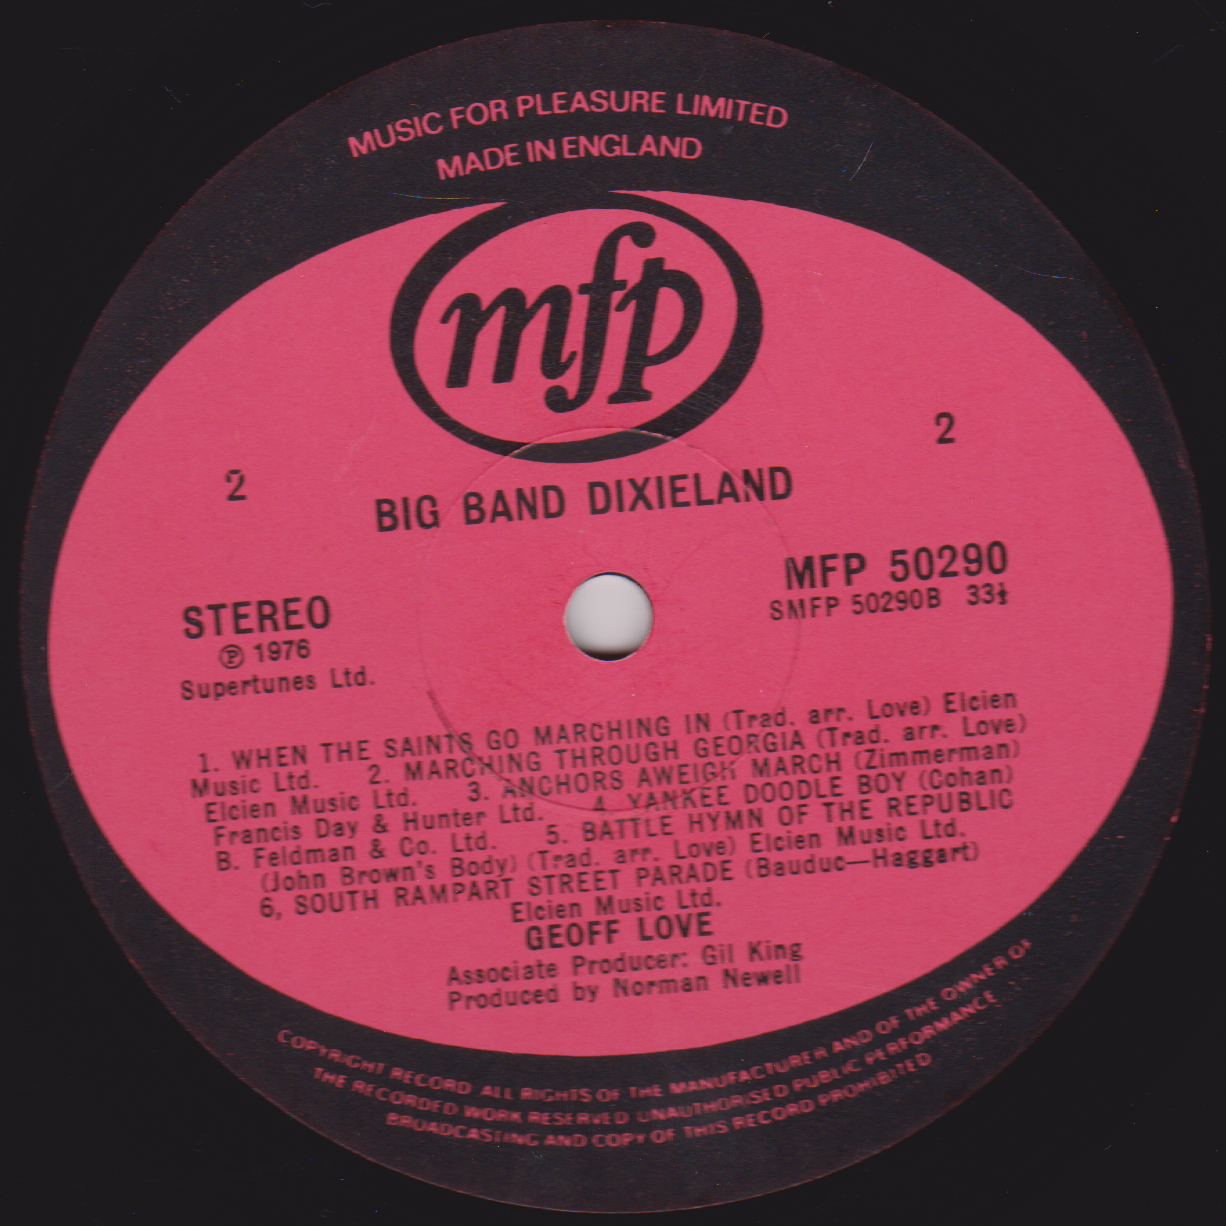 MUSIC FOR PLEASURE LIMITED
MADE IN ENGLAND
mfp
2
2
BIG BAND DIXIELAND
MFP 50290
SMFP 50290B 33⅓
STEREO
℗ 1976
Supertunes Ltd.
1. WHEN THE SAINTS GO MARCHING IN (Trad. arr. Love) Elcien
Music Ltd. 2. MARCHING THROUGH GEORGIA (Trad. arr. Love)
Elcien Music Ltd. 3. ANCHORS AWEIGH MARCH (Zimmerman)
Francis Day & Hunter Ltd. 4. YANKEE DOODLE BOY (Cohan)
B. Feldman & Co. Ltd. 5. BATTLE HYMN OF THE REPUBLIC
(John Brown's Body) (Trad. arr. Love) Elcien Music Ltd.
6, SOUTH RAMPART STREET PARADE (Bauduc—Haggart)
Elcien Music Ltd.
GEOFF LOVE
Associate Producer: Gil King
Produced by Norman Newell
COPYRIGHT RECORD ALL RIGHTS OF THE MANUFACTURER AND OF THE OWNER OF
THE RECORDED WORK RESERVED UNAUTHORISED PUBLIC PERFORMANCE
BROADCASTING AND COPY OF THIS RECORD PROHIBITED